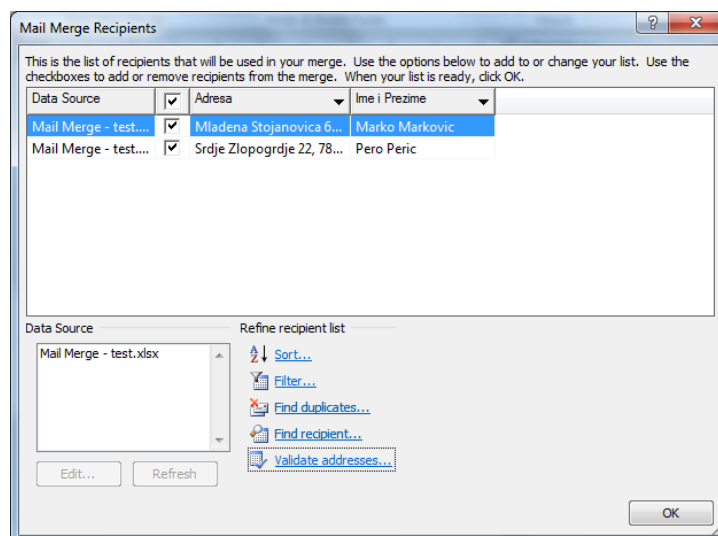 Mail Merge Recipients
This is the list of recipients that will be used in your merge. Use the options below to add to or change your list. Use the
checkboxes to add or remove recipients from the merge. When your list is ready, click OK.
Data Source Adresa Ime i Prezime
Mail Merge - test.... Mladena Stojanovica 6... Marko Markovic
Mail Merge - test.... Srdje Zlopogrdje 22, 78... Pero Peric
Data Source Refine recipient list
Mail Merge - test.xlsx
Sort...
Filter...
Find duplicates...
Find recipient...
Validate addresses...
Edit... Refresh
OK